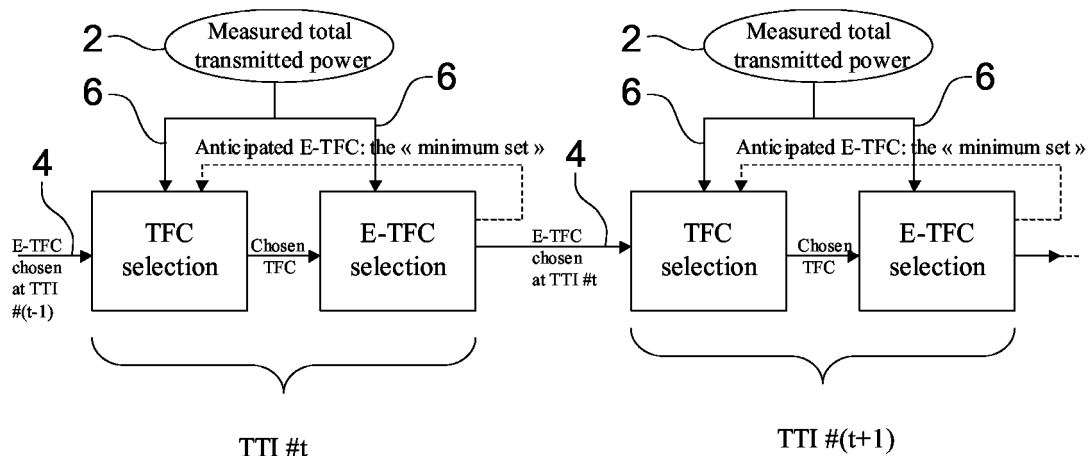 2
Measured total
transmitted power
6
6
Anticipated E-TFC: the « minimum set »
4
E-TFC
chosen
at TTI
#(t-1)
TFC
selection
Chosen
TFC
E-TFC
selection
4
E-TFC
chosen
at TTI #t
TTI #t
2
Measured total
transmitted power
6
6
Anticipated E-TFC: the « minimum set »
TFC
selection
Chosen
TFC
E-TFC
selection
TTI #(t+1)